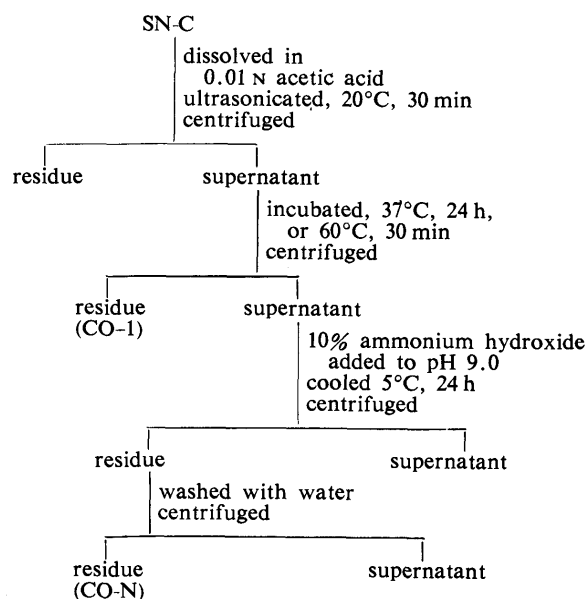 SN-C
dissolved in
0.01 N acetic acid
ultrasonicated, 20°C, 30 min
centrifuged
residue supernatant
incubated, 37°C, 24 h,
or 60°C, 30 min
centrifuged
residue supernatant
(CO-1)
10% ammonium hydroxide
added to pH 9.0
cooled 5°C, 24 h
centrifuged
residue supernatant
washed with water
centrifuged
residue supernatant
(CO-N)